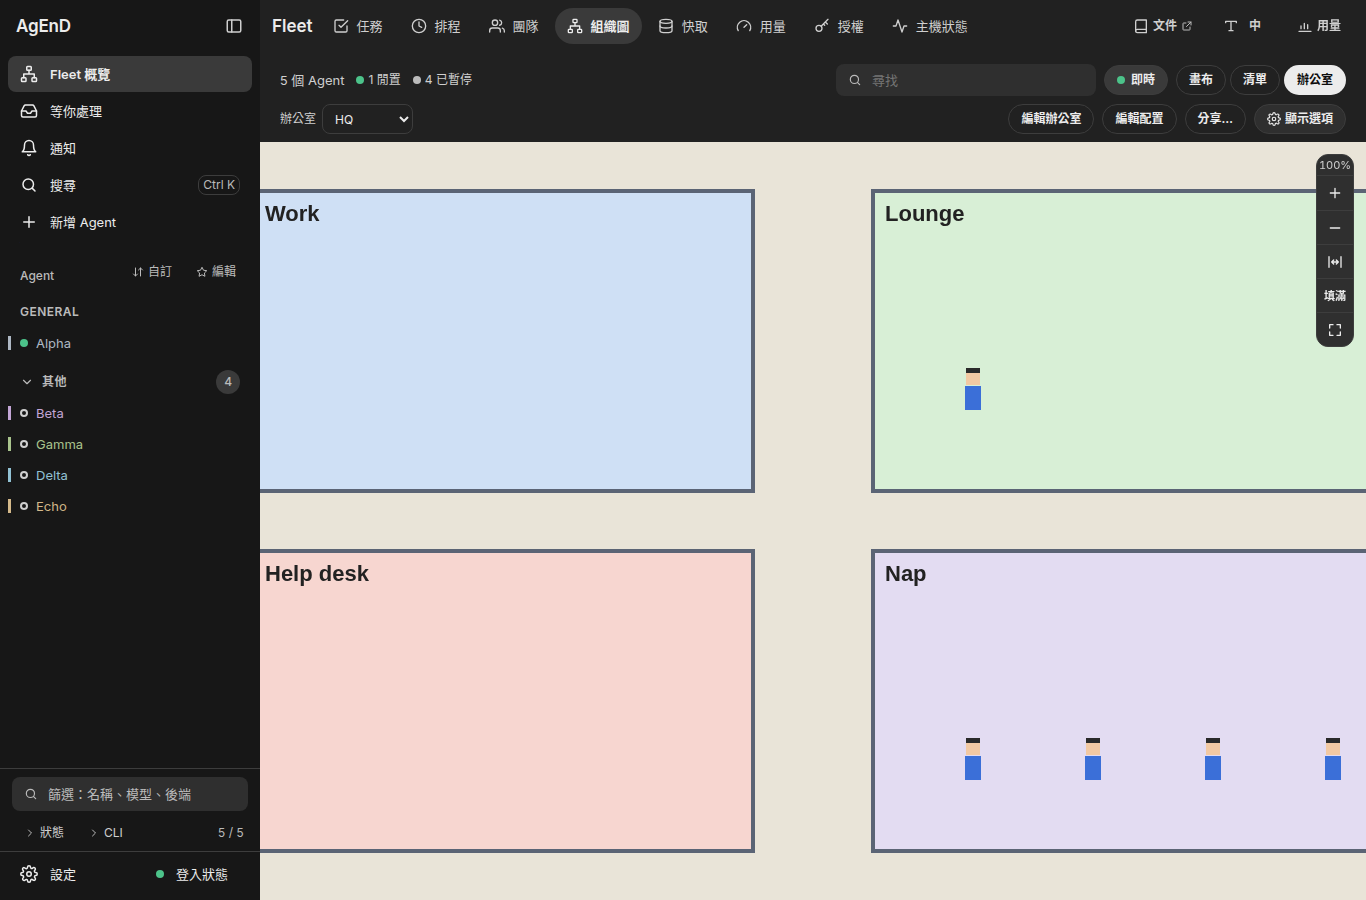 AgEnD
Fleet 概覽
等你處理
通知
搜尋 Ctrl K
新增 Agent
Agent 自訂 編輯
GENERAL
Alpha
其他 4
Beta
Gamma
Delta
Echo
篩選：名稱、模型、後端
狀態 CLI 5 / 5
設定 登入狀態
Fleet 任務 排程 團隊 組織圖 快取 用量 授權 主機狀態 文件 中 用量
5 個 Agent 1 閒置 4 已暫停 尋找 即時 畫布 清單 辦公室
辦公室 HQ 編輯辦公室 編輯配置 分享... 顯示選項
100%
填滿
Work
Lounge
Help desk
Nap